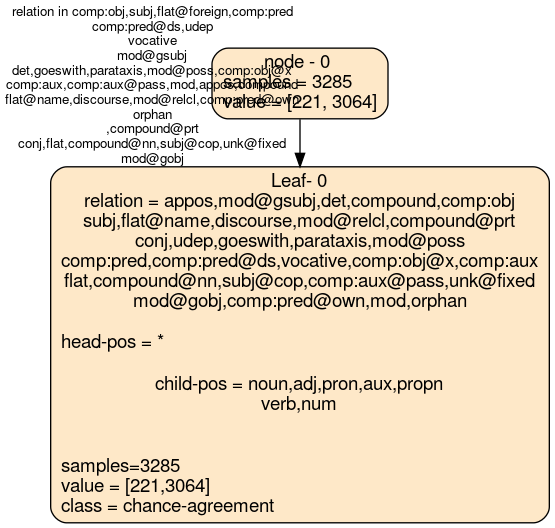 relation in comp:obj,subj,flat@foreign,comp:pred
comp:pred@ds,udep
vocative
mod@gsubj
det,goeswith,parataxis,mod@poss,comp:obj@x
comp:aux,comp:aux@pass,mod,appos,compound
flat@name,discourse,mod@relcl,comp:pred@own
orphan
,compound@prt
conj,flat,compound@nn,subj@cop,unk@fixed
mod@gobj
node - 0
samples = 3285
value = [221, 3064]
Leaf- 0
relation = appos,mod@gsubj,det,compound,comp:obj
subj,flat@name,discourse,mod@relcl,compound@prt
conj,udep,goeswith,parataxis,mod@poss
comp:pred,comp:pred@ds,vocative,comp:obj@x,comp:aux
flat,compound@nn,subj@cop,comp:aux@pass,unk@fixed
mod@gobj,comp:pred@own,mod,orphan
head-pos = *
child-pos = noun,adj,pron,aux,propn
verb,num
samples=3285
value = [221,3064]
class = chance-agreement